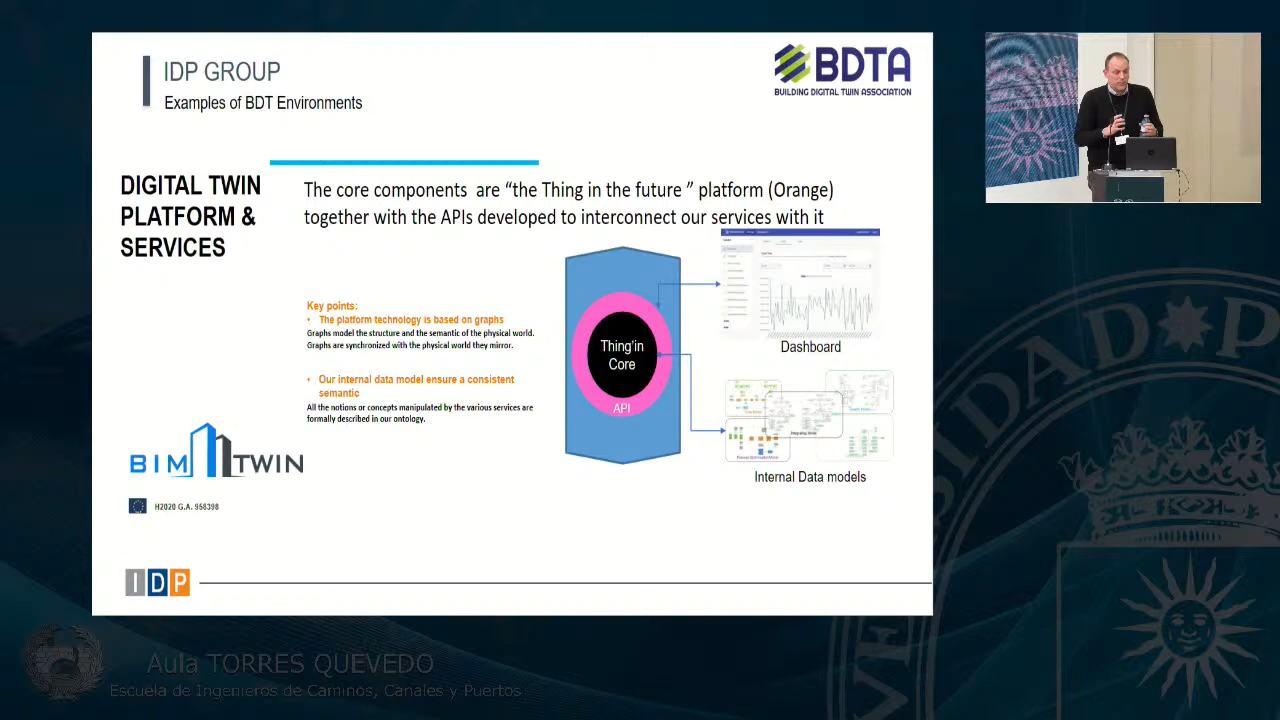 IDP GROUP
Examples of BDT Environments
BDTA
BUILDING DIGITAL TWIN ASSOCIATION
DIGITAL TWIN
PLATFORM &
SERVICES
The core components are “the Thing in the future ” platform (Orange)
together with the APIs developed to interconnect our services with it
Key points:
• The platform technology is based on graphs
Graphs model the structure and the semantic of the physical world.
Graphs are synchronized with the physical world they mirror.
• Our internal data model ensure a consistent
semantic
All the notions or concepts manipulated by the various services are
formally described in our ontology.
Thing'in
Core
API
Dashboard
Internal Data models
BIM TWIN
H2020 G.A. 958398
IDP
Aula TORRES QUEVEDO
Escuela de Ingenieros de Caminos, Canales y Puertos
VERSIDAD PO